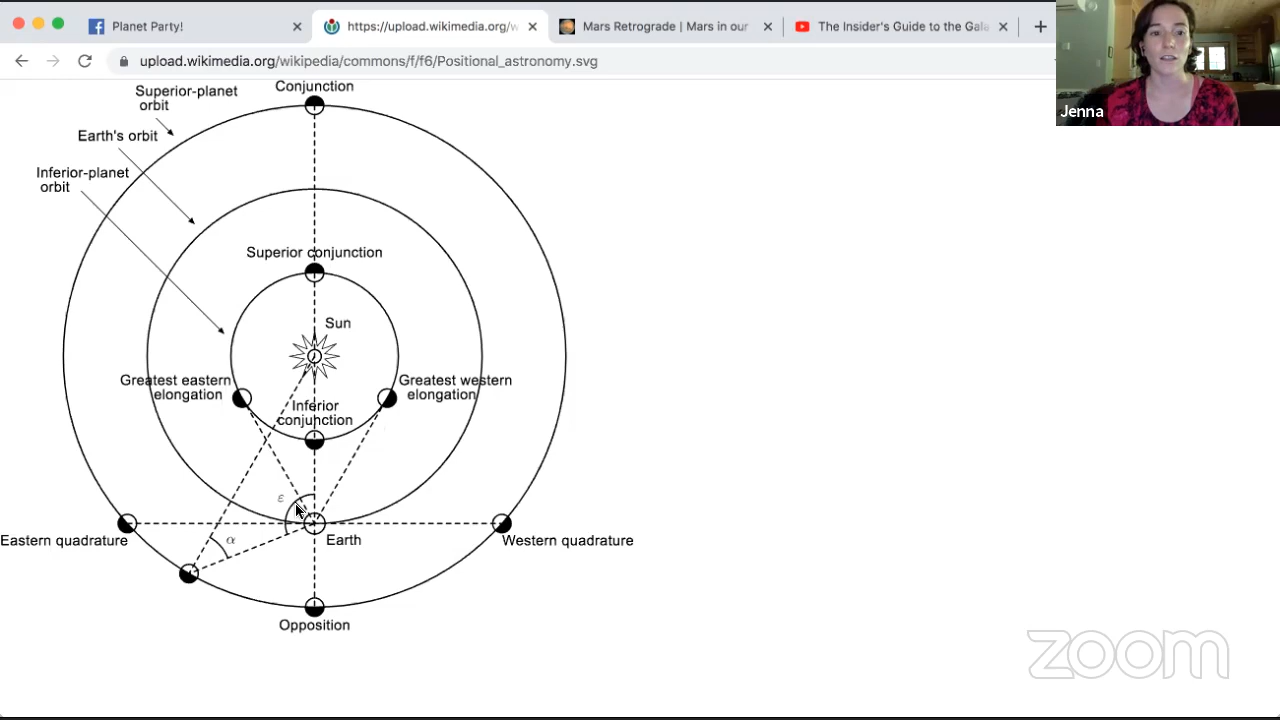 Planet Party!
https://upload.wikimedia.org/w
Mars Retrograde | Mars in our
The Insider's Guide to the Gala
upload.wikimedia.org/wikipedia/commons/f/f6/Positional_astronomy.svg
Jenna
Conjunction
Superior-planet
orbit
Earth's orbit
Inferior-planet
orbit
Superior conjunction
Sun
Greatest eastern
elongation
Greatest western
elongation
Inferior
conjunction
ε
α
Earth
Eastern quadrature
Western quadrature
Opposition
zoom